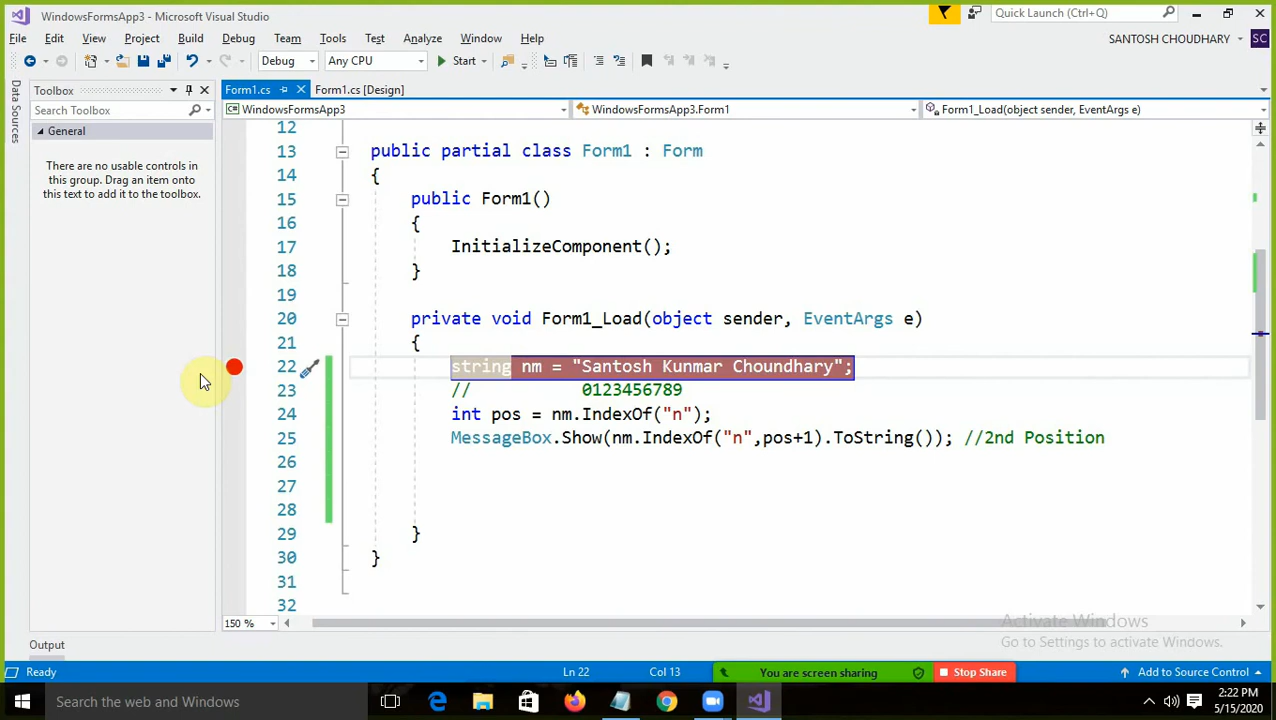 WindowsFormsApp3 - Microsoft Visual Studio
Quick Launch (Ctrl+Q)
File Edit View Project Build Debug Team Tools Test Analyze Window Help
SANTOSH CHOUDHARY SC
Debug Any CPU Start
Data Sources
Toolbox
Search Toolbox
General
There are no usable controls in
this group. Drag an item onto
this text to add it to the toolbox.
Form1.cs Form1.cs [Design]
WindowsFormsApp3 WindowsFormsApp3.Form1 Form1_Load(object sender, EventArgs e)
12
13 public partial class Form1 : Form
14 {
15 public Form1()
16 {
17 InitializeComponent();
18 }
19
20 private void Form1_Load(object sender, EventArgs e)
21 {
22 string nm = "Santosh Kunmar Choundhary";
23 // 0123456789
24 int pos = nm.IndexOf("n");
25 MessageBox.Show(nm.IndexOf("n",pos+1).ToString()); //2nd Position
26
27
28
29 }
30 }
31
32
150 %
Activate Windows
Go to Settings to activate Windows.
Output
Ready Ln 22 Col 13 You are screen sharing Stop Share Add to Source Control
Search the web and Windows
2:22 PM
5/15/2020